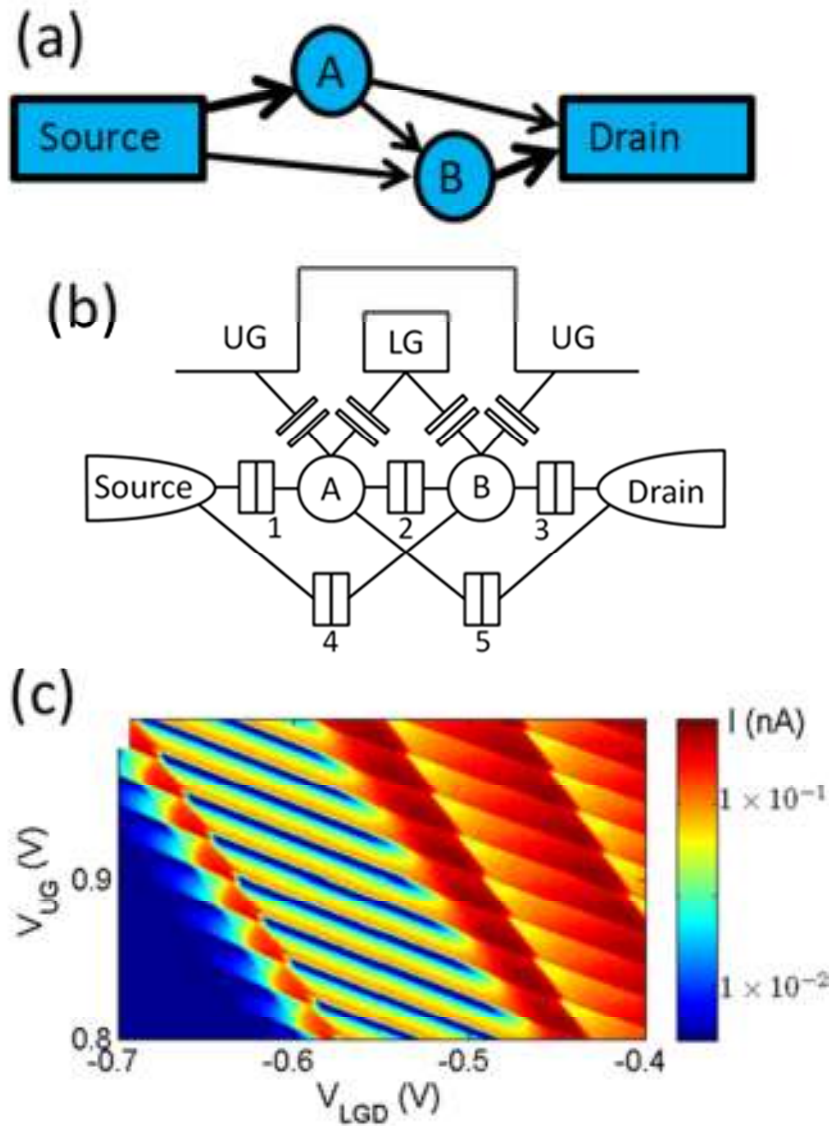 (a)
A
Source
Drain
B
(b)
UG
LG
UG
Source
A
B
Drain
1
2
3
4
5
(c)
I (nA)
1 × 10⁻¹
1 × 10⁻²
V_UG (V)
0.9
0.8
-0.7
-0.6
-0.5
-0.4
V_LGD (V)